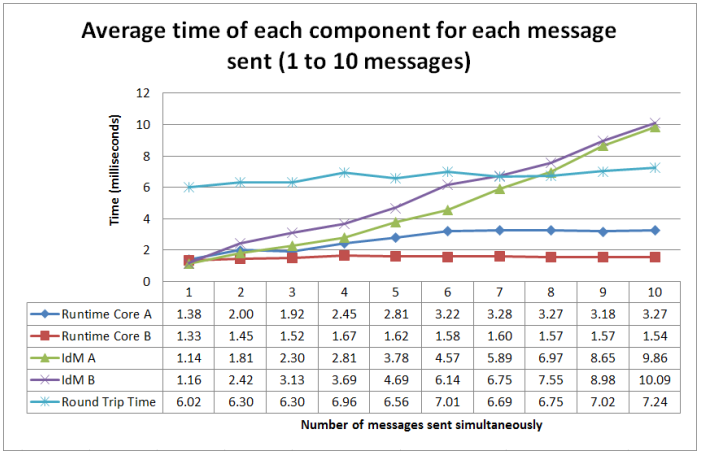 Average time of each component for each message
sent (1 to 10 messages)
Time (milliseconds)
12
10
8
6
4
2
0
1 2 3 4 5 6 7 8 9 10
Runtime Core A 1.38 2.00 1.92 2.45 2.81 3.22 3.28 3.27 3.18 3.27
Runtime Core B 1.33 1.45 1.52 1.67 1.62 1.58 1.60 1.57 1.57 1.54
IdM A 1.14 1.81 2.30 2.81 3.78 4.57 5.89 6.97 8.65 9.86
IdM B 1.16 2.42 3.13 3.69 4.69 6.14 6.75 7.55 8.98 10.09
Round Trip Time 6.02 6.30 6.30 6.96 6.56 7.01 6.69 6.75 7.02 7.24
Number of messages sent simultaneously